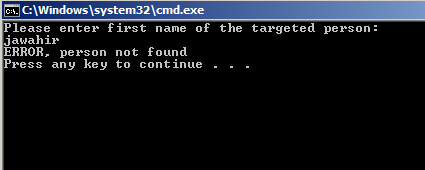 C:\Windows\system32\cmd.exe
Please enter first name of the targeted person:
jawahir
ERROR, person not found
Press any key to continue . . .